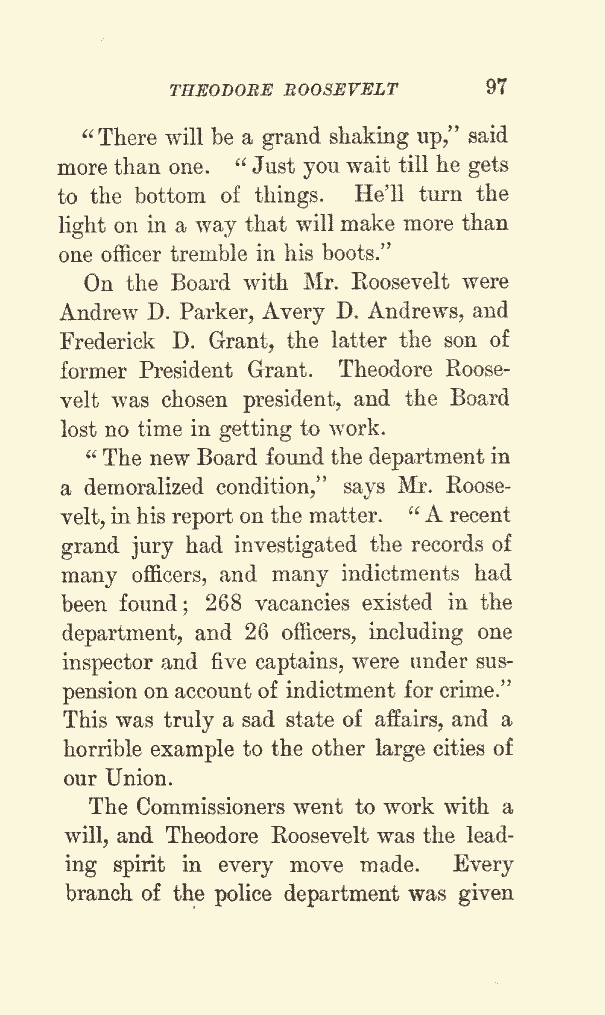 THEODORE ROOSEVELT 97
“There will be a grand shaking up,” said
more than one. “Just you wait till he gets
to the bottom of things. He’ll turn the
light on in a way that will make more than
one officer tremble in his boots.”
On the Board with Mr. Roosevelt were
Andrew D. Parker, Avery D. Andrews, and
Frederick D. Grant, the latter the son of
former President Grant. Theodore Roose-
velt was chosen president, and the Board
lost no time in getting to work.
“The new Board found the department in
a demoralized condition,” says Mr. Roose-
velt, in his report on the matter. “A recent
grand jury had investigated the records of
many officers, and many indictments had
been found; 268 vacancies existed in the
department, and 26 officers, including one
inspector and five captains, were under sus-
pension on account of indictment for crime.”
This was truly a sad state of affairs, and a
horrible example to the other large cities of
our Union.
The Commissioners went to work with a
will, and Theodore Roosevelt was the lead-
ing spirit in every move made. Every
branch of the police department was given